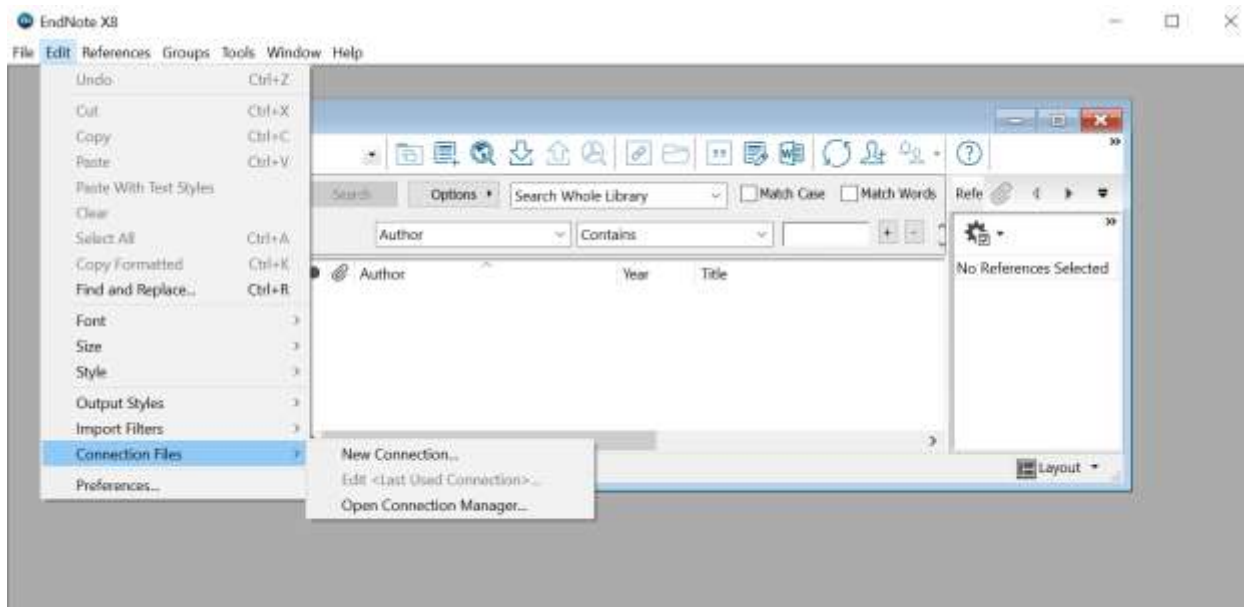 EndNote X8
File Edit References Groups Tools Window Help
Undo Ctrl+Z
Cut Ctrl+X
Copy Ctrl+C
Paste Ctrl+V
Paste With Text Styles
Clear
Select All Ctrl+A
Copy Formatted Ctrl+K
Find and Replace... Ctrl+R
Font
Size
Style
Output Styles
Import Filters
Connection Files
Preferences...
New Connection...
Edit <Last Used Connection>...
Open Connection Manager...
Search Options Search Whole Library Match Case Match Words
Author Contains
Author Year Title
Refe
No References Selected
Layout